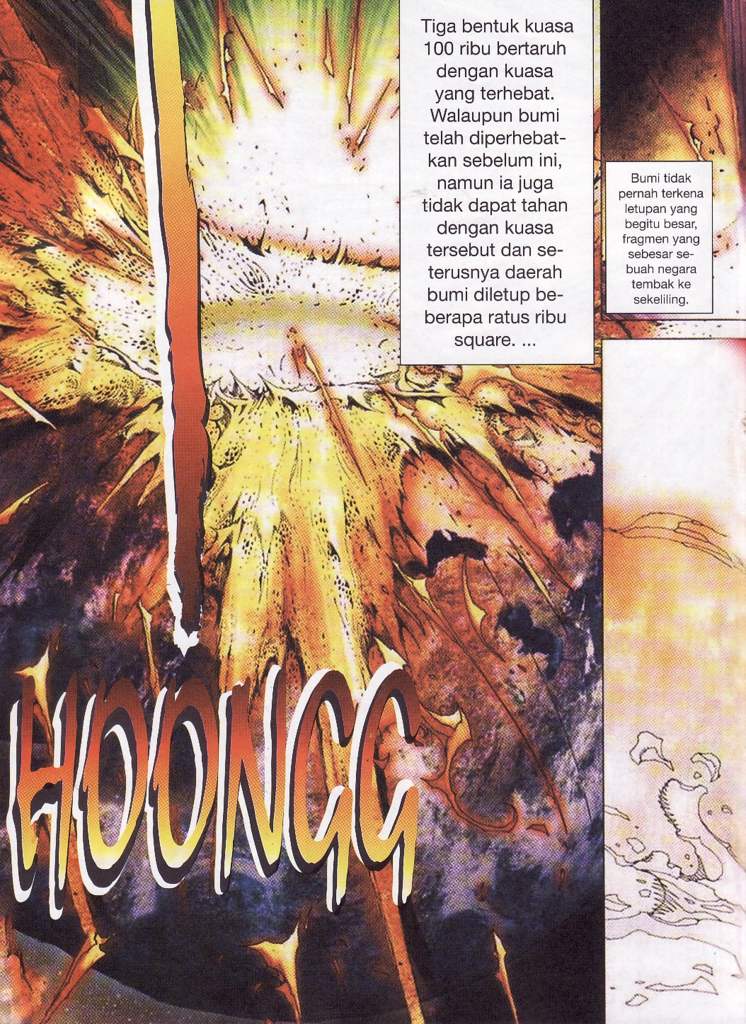 Tiga bentuk kuasa
100 ribu bertaruh
dengan kuasa
yang terhebat.
Walaupun bumi
telah diperhebat-
kan sebelum ini,
namun ia juga
tidak dapat tahan
dengan kuasa
tersebut dan se-
terusnya daerah
bumi diletup be-
berapa ratus ribu
square. ...
Bumi tidak
pernah terkena
letupan yang
begitu besar,
fragmen yang
sebesar se-
buah negara
tembak ke
sekeliling.
HOONGG